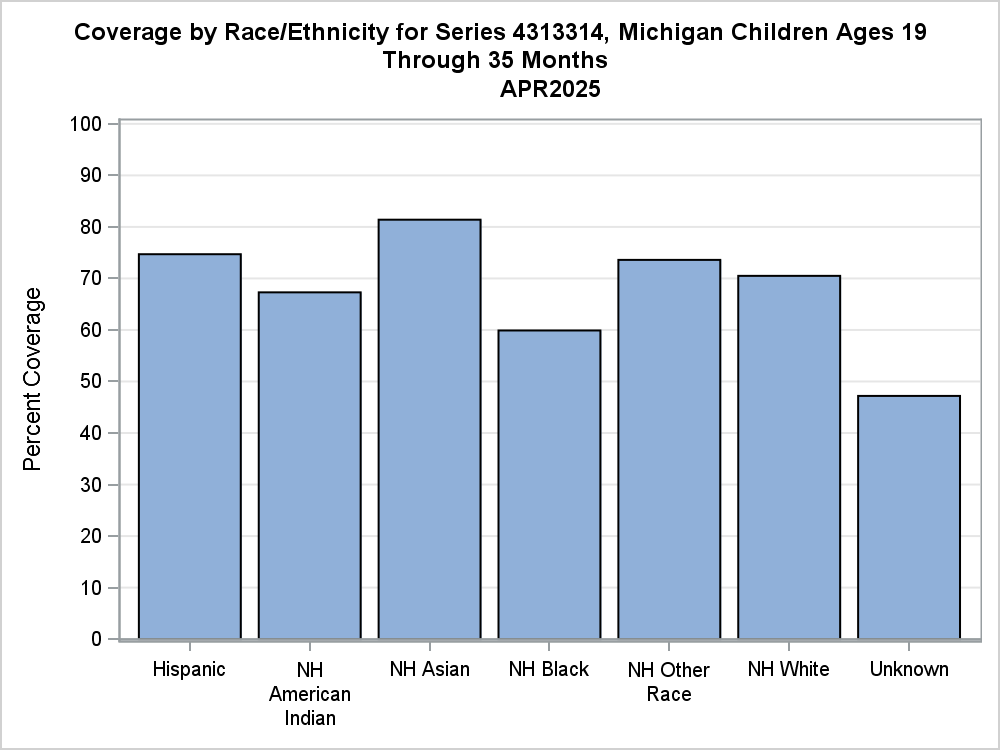 Coverage by Race/Ethnicity for Series 4313314, Michigan Children Ages 19
Through 35 Months
APR2025
100
90
80
70
60
50
40
30
20
10
0
Percent Coverage
Hispanic
NH
American
Indian
NH Asian
NH Black
NH Other
Race
NH White
Unknown